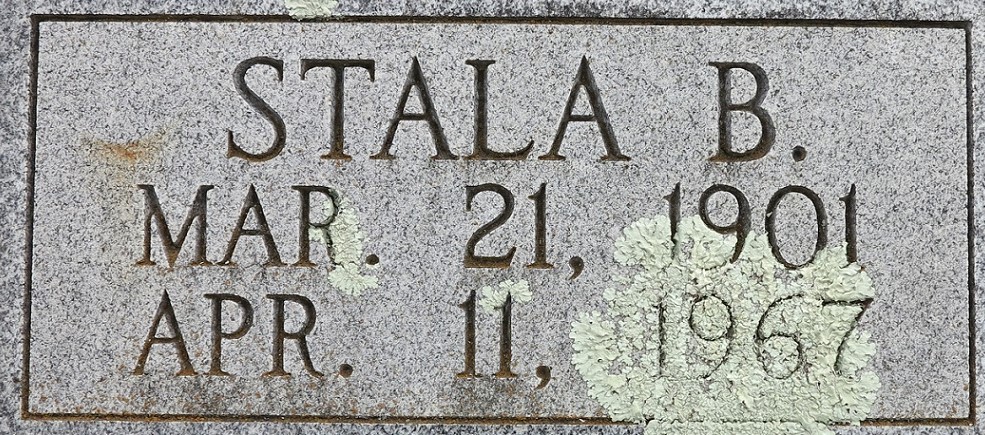 STALA B.
MAR. 21, 1901
APR. 11, 1967